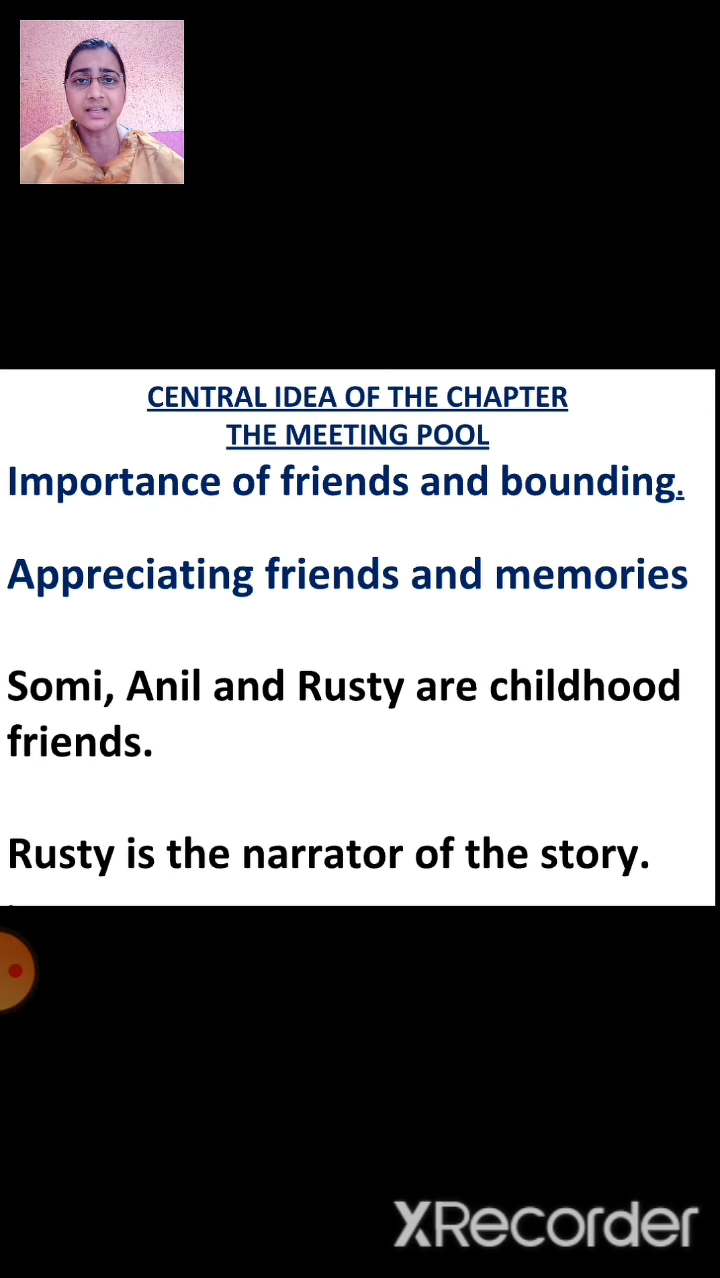 CENTRAL IDEA OF THE CHAPTER
THE MEETING POOL
Importance of friends and bounding.
Appreciating friends and memories
Somi, Anil and Rusty are childhood
friends.
Rusty is the narrator of the story.
XRecorder